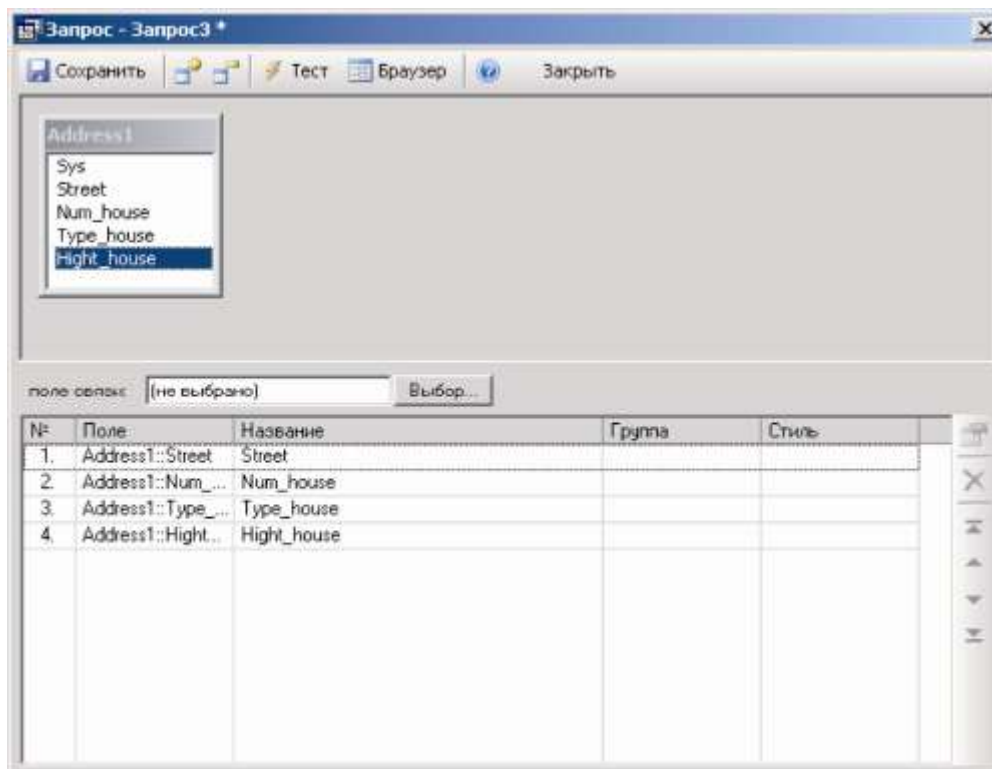 Запрос - Запрос3 *
Сохранить Тест Браузер Закрыть
Address1
Sys
Street
Num_house
Type_house
Hight_house
поле связи: (не выбрано) Выбор...
№ Поле Название Группа Стиль
1. Address1::Street Street
2. Address1::Num_... Num_house
3. Address1::Type_... Type_house
4. Address1::Hight... Hight_house